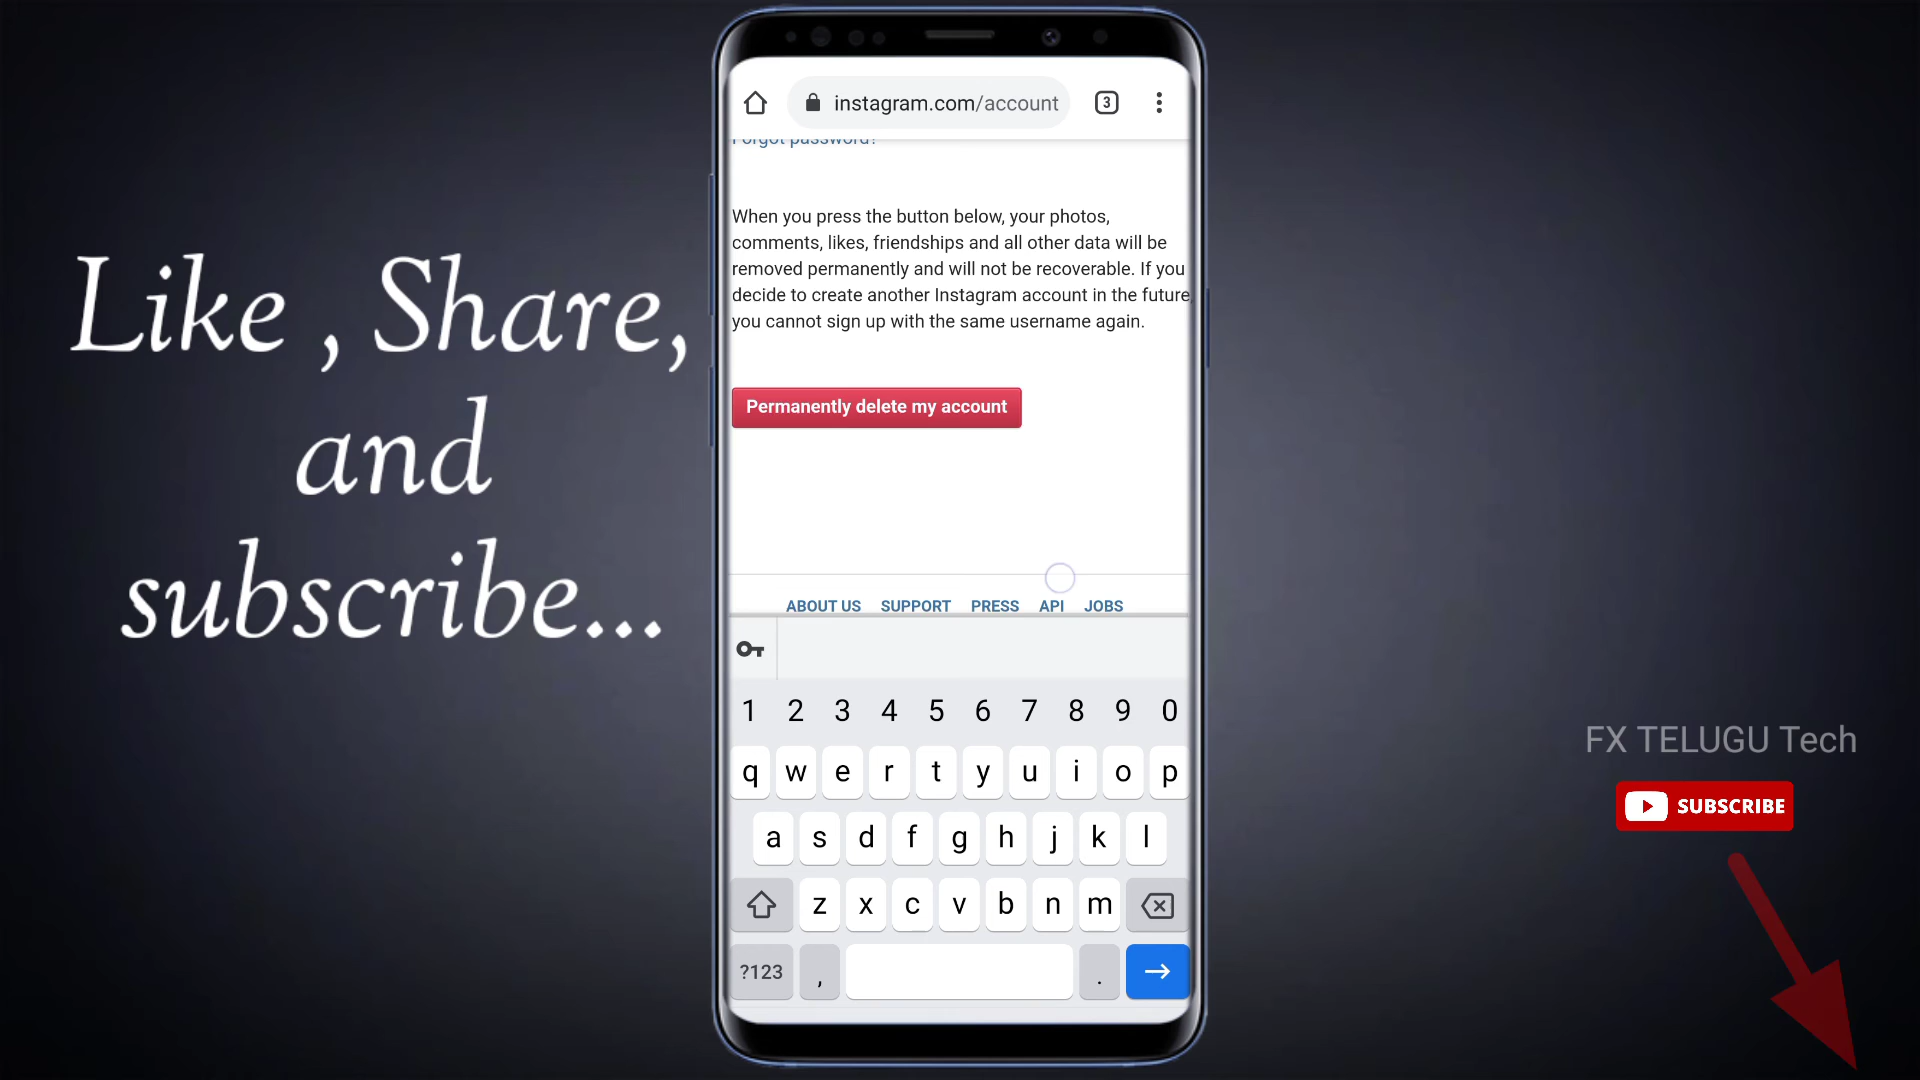 Like , Share,
and
subscribe...
3
instagram.com/account
Forgot password?
When you press the button below, your photos,
comments, likes, friendships and all other data will be
removed permanently and will not be recoverable. If you
decide to create another Instagram account in the future,
you cannot sign up with the same username again.
Permanently delete my account
ABOUT US SUPPORT PRESS API JOBS
1 2 3 4 5 6 7 8 9 0
q w e r t y u i o p
a s d f g h j k l
z x c v b n m
?123 , .
FX TELUGU Tech
SUBSCRIBE